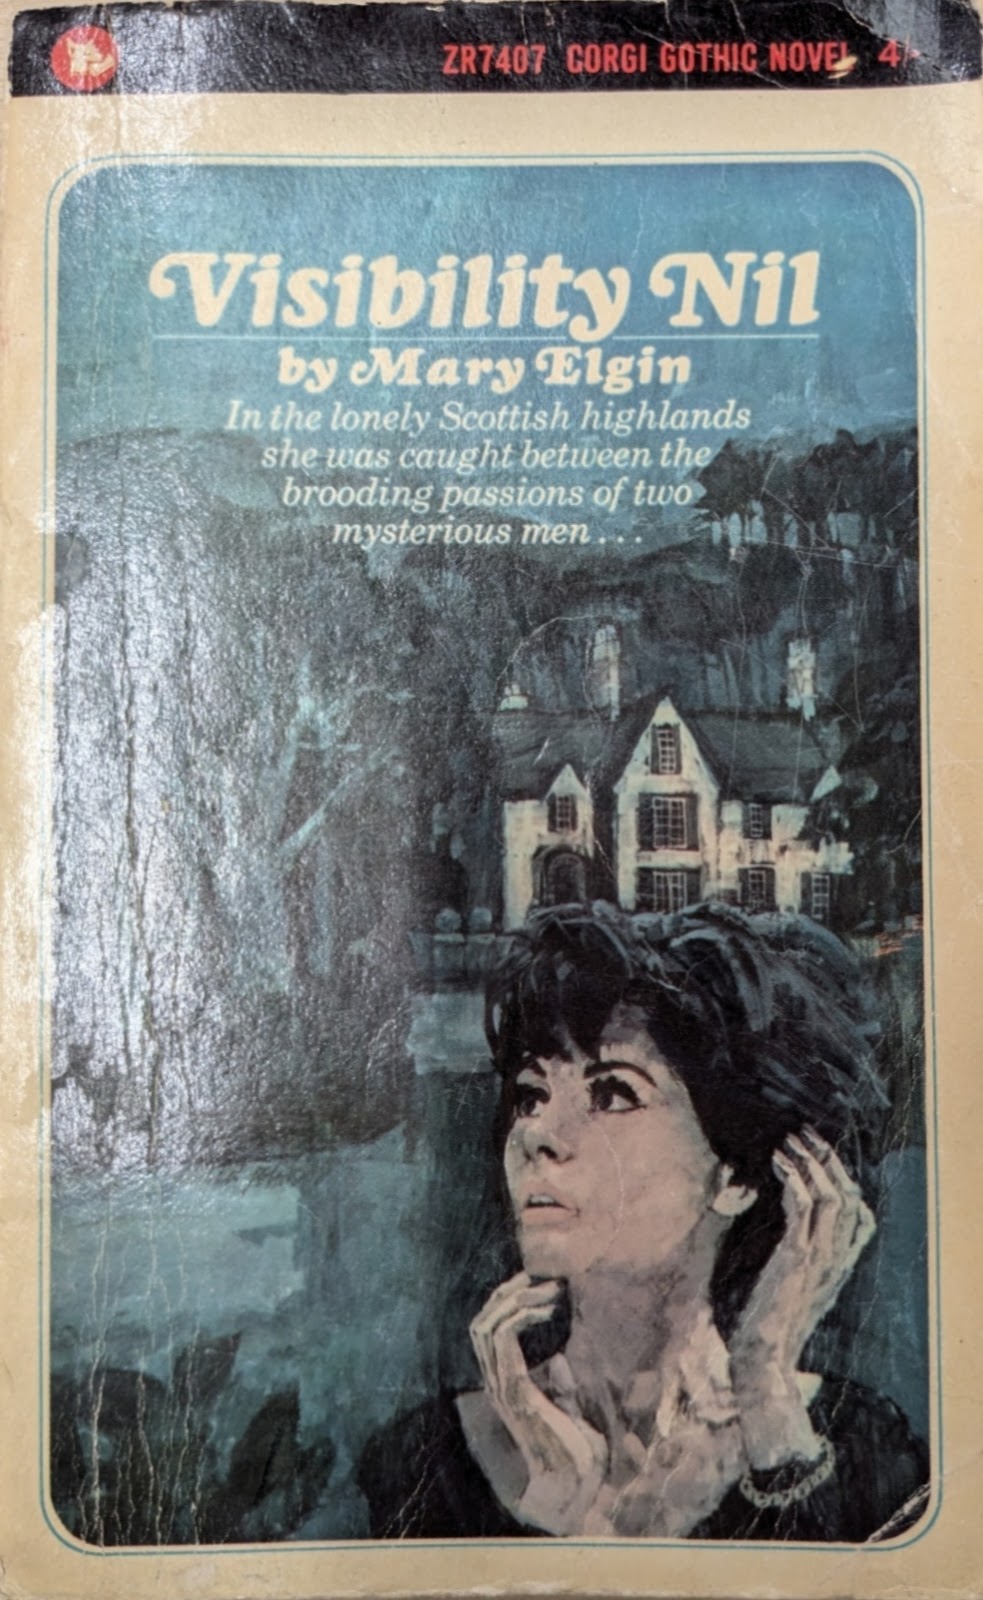 ZR7407 CORGI GOTHIC NOVEL 4/-
Visibility Nil
by Mary Elgin
In the lonely Scottish highlands
she was caught between the
brooding passions of two
mysterious men...